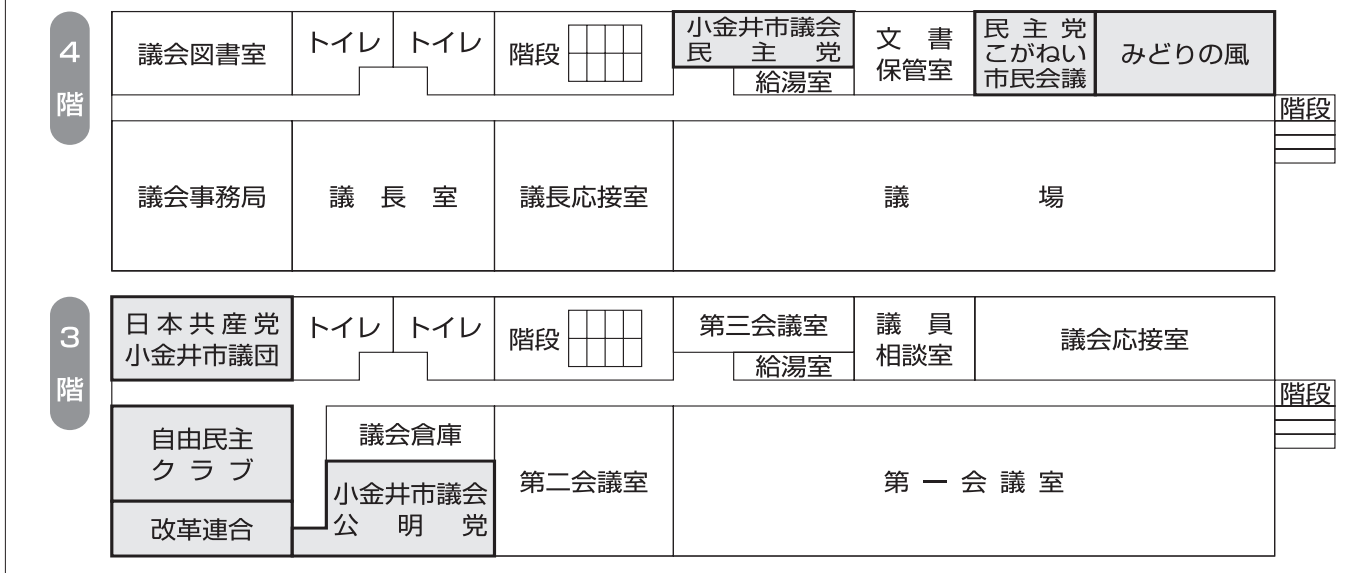 4
階
議会図書室
トイレ
トイレ
階段
小金井市議会
民主党
給湯室
文書
保管室
民主党
こがねい
市民会議
みどりの風
階段
議会事務局
議長室
議長応接室
議場
3
階
日本共産党
小金井市議団
トイレ
トイレ
階段
第三会議室
給湯室
議員
相談室
議会応接室
階段
自由民主
クラブ
改革連合
議会倉庫
小金井市議会
公明党
第二会議室
第一会議室